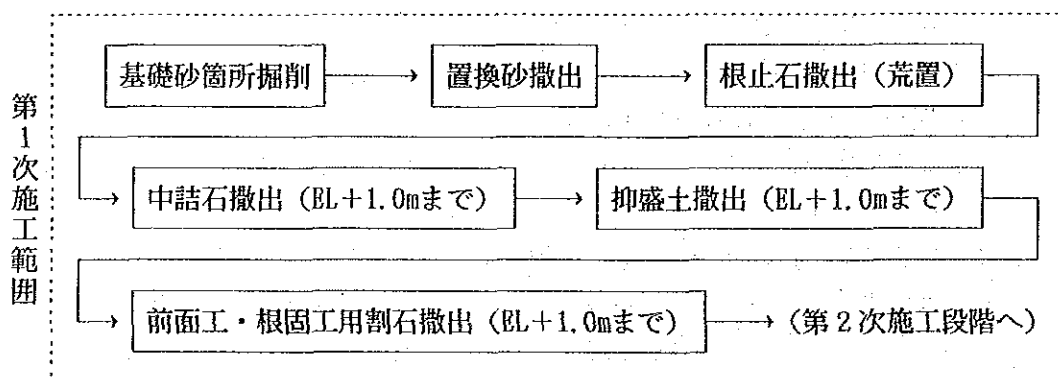 第1次施工範囲
基礎砂箇所掘削 → 置換砂撒出 → 根止石撒出（荒置）
→ 中詰石撒出（EL＋1.0mまで） → 抑盛土撒出（EL＋1.0mまで）
→ 前面工・根固工用割石撒出（EL＋1.0mまで） → （第2次施工段階へ）